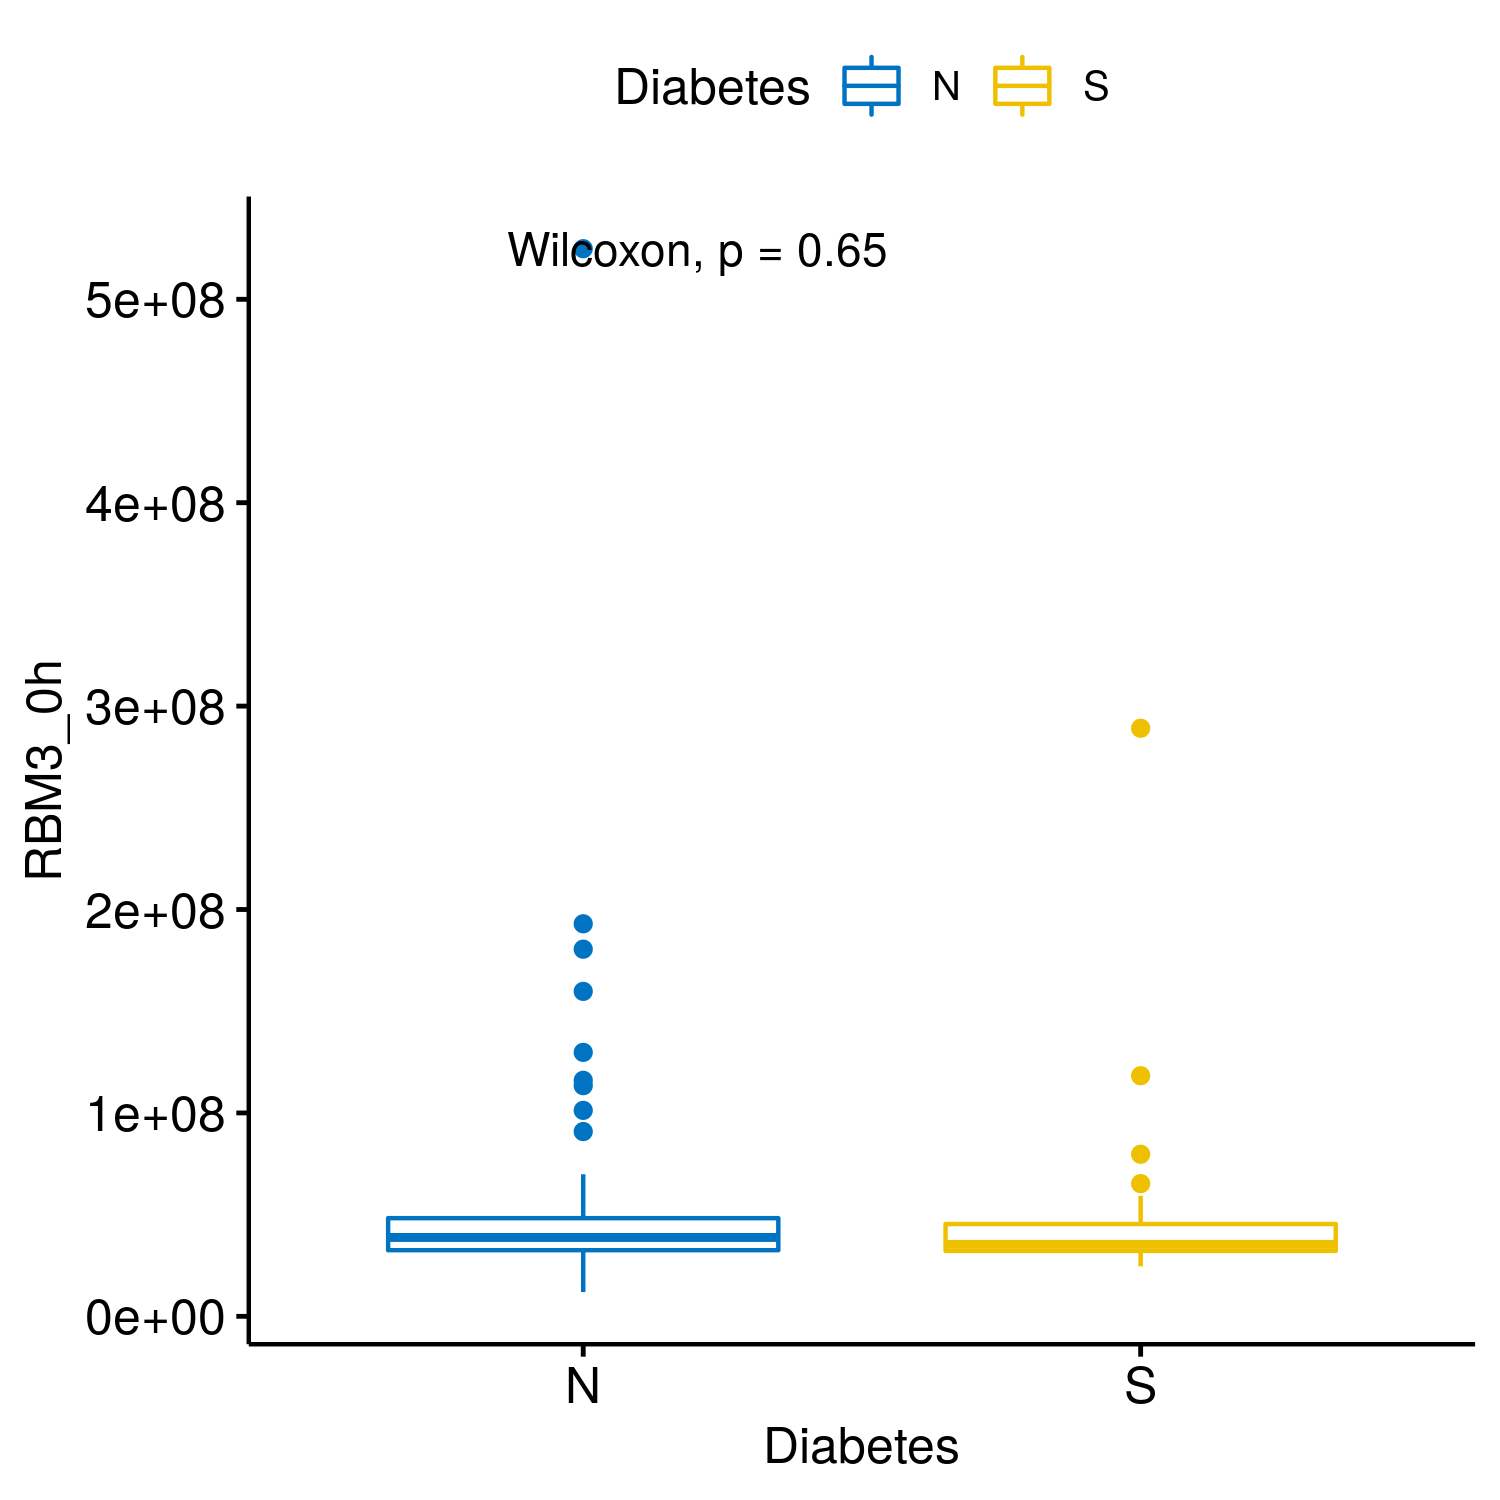 Diabetes N S
Wilcoxon, p = 0.65
5e+08
4e+08
3e+08
2e+08
1e+08
0e+00
RBM3_0h
N S
Diabetes